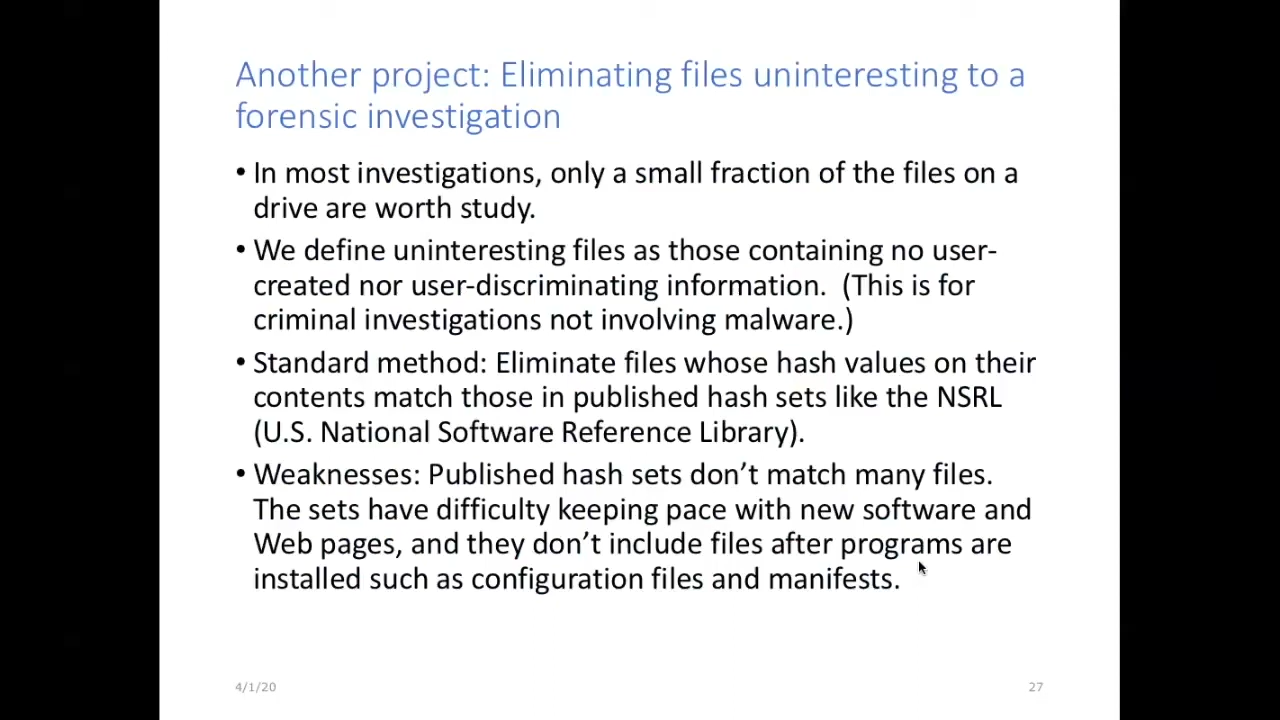 Another project: Eliminating files uninteresting to a
forensic investigation
• In most investigations, only a small fraction of the files on a
drive are worth study.
• We define uninteresting files as those containing no user-
created nor user-discriminating information.  (This is for
criminal investigations not involving malware.)
• Standard method: Eliminate files whose hash values on their
contents match those in published hash sets like the NSRL
(U.S. National Software Reference Library).
• Weaknesses: Published hash sets don’t match many files.
The sets have difficulty keeping pace with new software and
Web pages, and they don’t include files after programs are
installed such as configuration files and manifests.
4/1/20
27